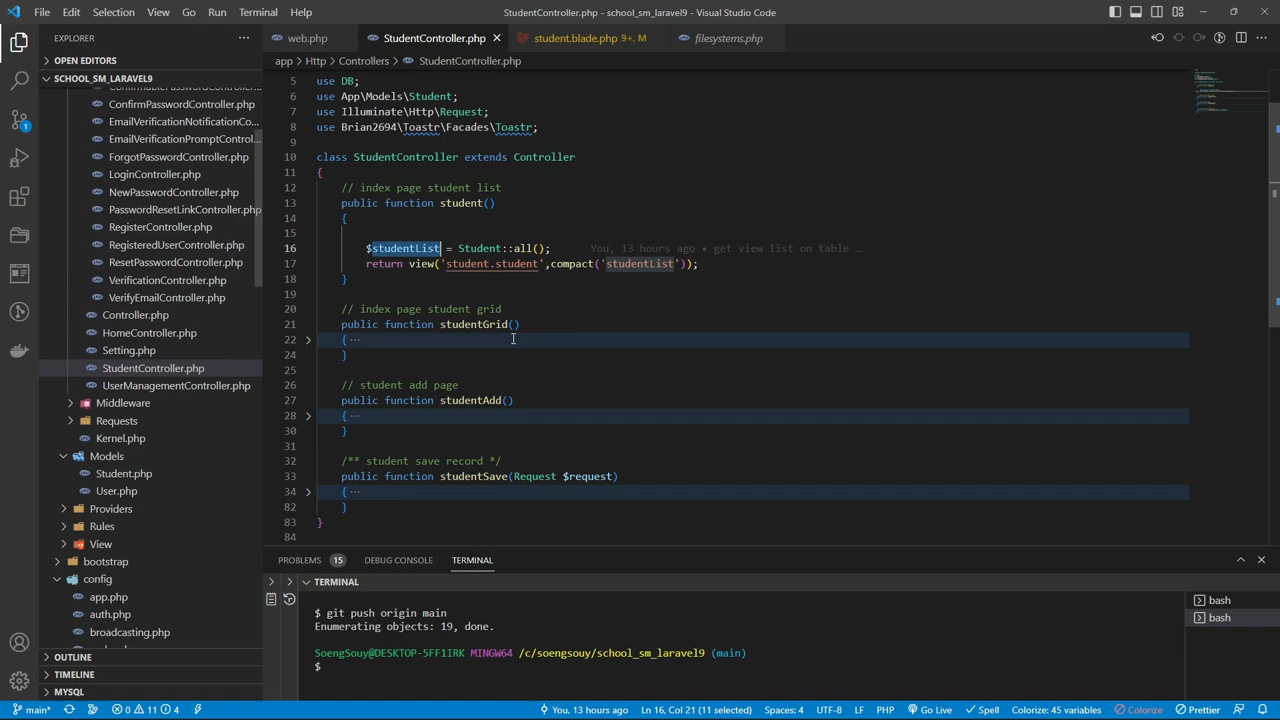 File Edit Selection View Go Run Terminal Help
StudentController.php - school_sm_laravel9 - Visual Studio Code
EXPLORER
web.php StudentController.php student.blade.php 9+, M filesystems.php
OPEN EDITORS
app > Http > Controllers > StudentController.php
SCHOOL_SM_LARAVEL9
ConfirmPasswordController.php
EmailVerificationNotificationCo...
EmailVerificationPromptControl...
ForgotPasswordController.php
LoginController.php
NewPasswordController.php
PasswordResetLinkController.php
RegisterController.php
RegisteredUserController.php
ResetPasswordController.php
VerificationController.php
VerifyEmailController.php
Controller.php
HomeController.php
Setting.php
StudentController.php
UserManagementController.php
Middleware
Requests
Kernel.php
Models
Student.php
User.php
Providers
Rules
View
bootstrap
config
app.php
auth.php
broadcasting.php
OUTLINE
TIMELINE
MYSQL
5 use DB;
6 use App\Models\Student;
7 use Illuminate\Http\Request;
8 use Brian2694\Toastr\Facades\Toastr;
9
10 class StudentController extends Controller
11 {
12 // index page student list
13 public function student()
14 {
15
16 $studentList = Student::all(); You, 13 hours ago • get view list on table …
17 return view('student.student',compact('studentList'));
18 }
19
20 // index page student grid
21 public function studentGrid()
22 { ...
24 }
25
26 // student add page
27 public function studentAdd()
28 { ...
30 }
31
32 /** student save record */
33 public function studentSave(Request $request)
34 { ...
82 }
83 }
84
PROBLEMS 15 DEBUG CONSOLE TERMINAL
TERMINAL
$ git push origin main
Enumerating objects: 19, done.
SoengSouy@DESKTOP-5FF1IRK MINGW64 /c/soengsouy/school_sm_laravel9 (main)
$
bash
bash
main* 0 11 4 You, 13 hours ago Ln 16, Col 21 (11 selected) Spaces: 4 UTF-8 LF PHP Go Live Spell Colorize: 45 variables Colorize Prettier